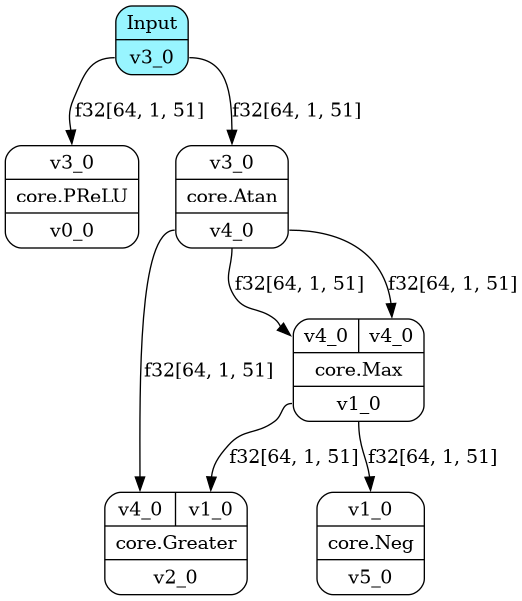 Input
v3_0
f32[64, 1, 51]
f32[64, 1, 51]
v3_0
core.PReLU
v0_0
v3_0
core.Atan
v4_0
f32[64, 1, 51]
f32[64, 1, 51]
v4_0
v4_0
core.Max
v1_0
f32[64, 1, 51]
f32[64, 1, 51]
f32[64, 1, 51]
v4_0
v1_0
core.Greater
v2_0
v1_0
core.Neg
v5_0